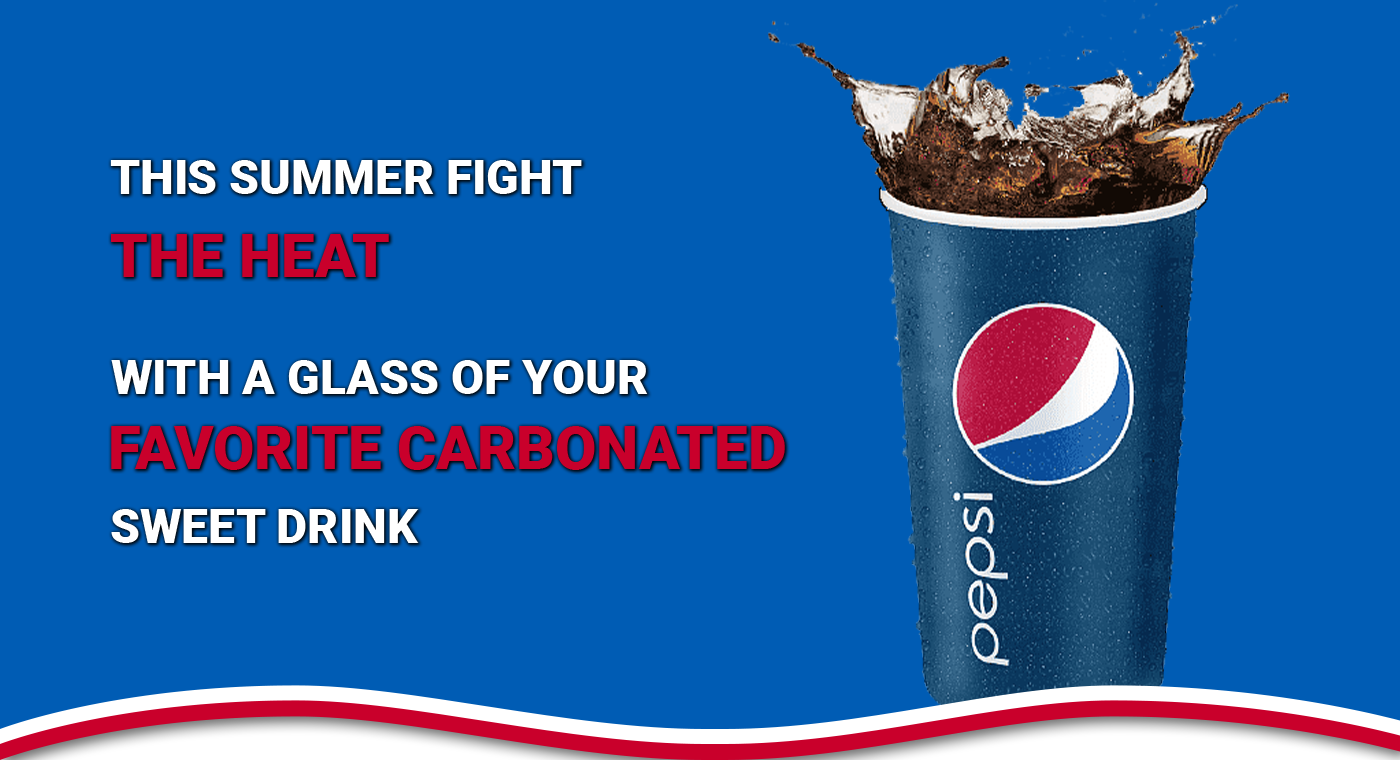 THIS SUMMER FIGHT
THE HEAT
WITH A GLASS OF YOUR
FAVORITE CARBONATED
SWEET DRINK
pepsi